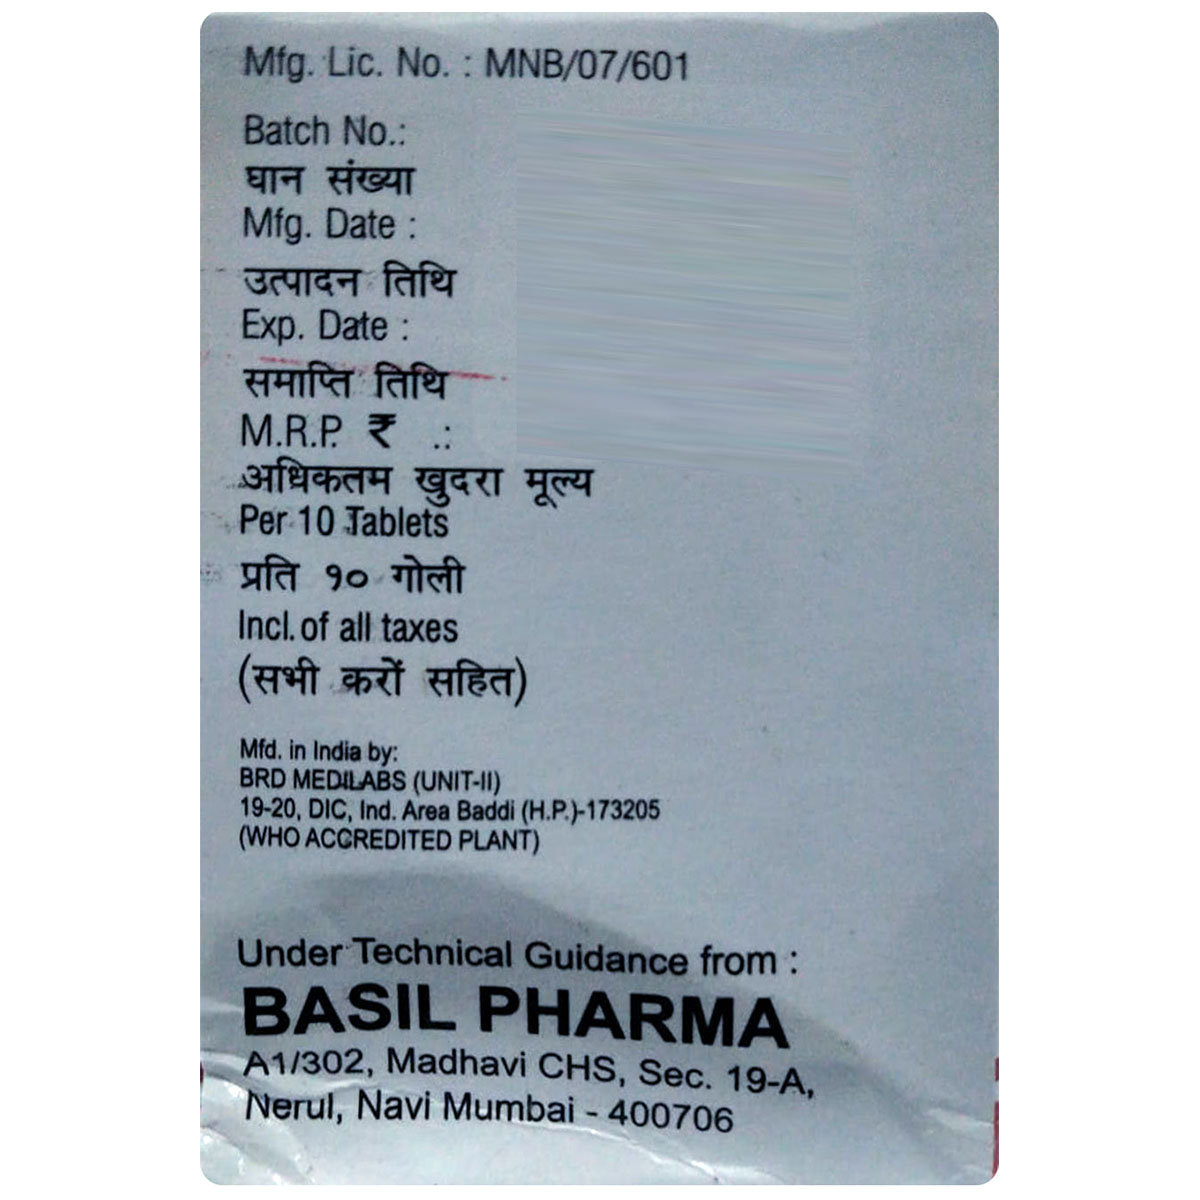 Mfg. Lic. No. : MNB/07/601
Batch No.:
घान संख्या
Mfg. Date :
उत्पादन तिथि
Exp. Date :
समाप्ति तिथि
M.R.P. ₹ .:
अधिकतम खुदरा मूल्य
Per 10 Tablets
प्रति १० गोली
Incl. of all taxes
(सभी करों सहित)
Mfd. in India by:
BRD MEDILABS (UNIT-II)
19-20, DIC, Ind. Area Baddi (H.P.)-173205
(WHO ACCREDITED PLANT)
Under Technical Guidance from :
BASIL PHARMA
A1/302, Madhavi CHS, Sec. 19-A,
Nerul, Navi Mumbai - 400706